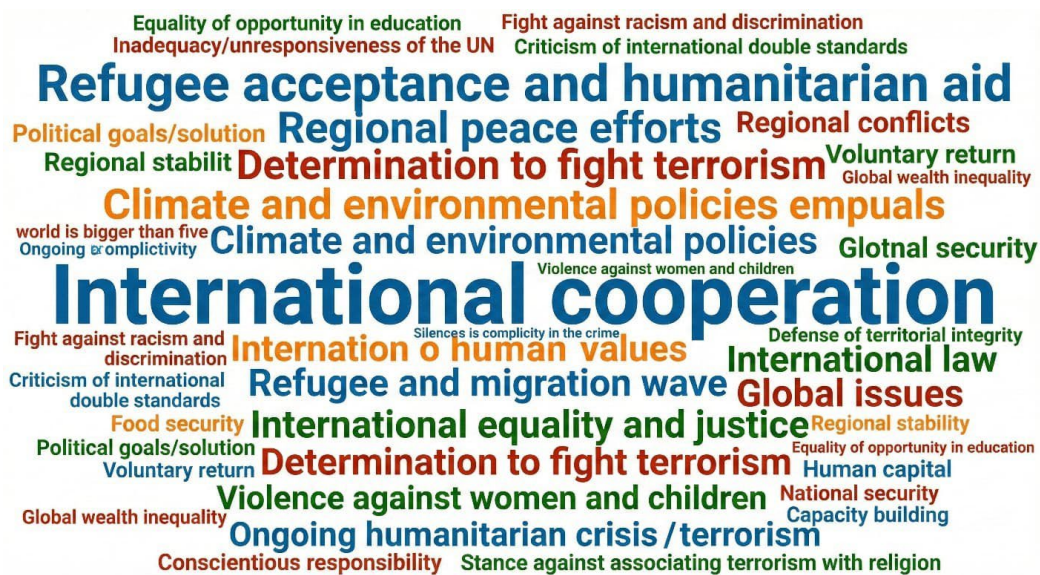 Equality of opportunity in education Fight against racism and discrimination
Inadequacy/unresponsiveness of the UN Criticism of international double standards
Refugee acceptance and humanitarian aid
Political goals/solution Regional peace efforts Regional conflicts
Regional stabilit Determination to fight terrorism Voluntary return
Global wealth inequality
Climate and environmental policies empuals
world is bigger than five
Ongoing or omplictivity Climate and environmental policies Glotnal security
Violence against women and children
International cooperation
Silences is complicity in the crime
Fight against racism and discrimination Internation o human values Defense of territorial integrity
International law
Criticism of international double standards Refugee and migration wave Global issues
Food security International equality and justice Regional stability
Political goals/solution Equality of opportunity in education
Voluntary return Determination to fight terrorism Human capital
Violence against women and children National security
Global wealth inequality Capacity building
Ongoing humanitarian crisis / terrorism
Conscientious responsibility Stance against associating terrorism with religion